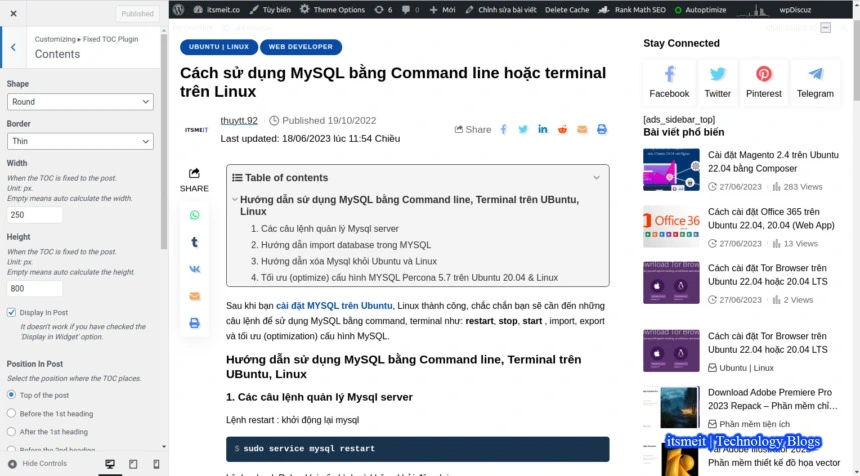 Published
itsmeit.co
Tùy biến
Theme Options
6
0
Mới
Chỉnh sửa bài viết
Delete Cache
Rank Math SEO
Autoptimize
wpDiscuz
Customizing ▸ Fixed TOC Plugin
Contents
Shape
Round
Border
Thin
Width
When the TOC is fixed to the post.
Unit: px.
Empty means auto calculate the width.
250
Height
When the TOC is fixed to the post.
Unit: px.
Empty means auto calculate the height.
800
Display In Post
It doesn't work if you have checked the
'Display in Widget' option.
Position In Post
Select the position where the TOC places.
Top of the post
Before the 1st heading
After the 1st heading
Before the 2nd heading
Hide Controls
UBUNTU | LINUX
WEB DEVELOPER
Cách sử dụng MySQL bằng Command line hoặc terminal
trên Linux
ITSMEIT
thuytt.92 · Published 19/10/2022
Last updated: 18/06/2023 lúc 11:54 Chiều
Share
SHARE
Table of contents
Hướng dẫn sử dụng MySQL bằng Command line, Terminal trên UBuntu,
Linux
1. Các câu lệnh quản lý Mysql server
2. Hướng dẫn import database trong MYSQL
3. Hướng dẫn xóa Mysql khỏi Ubuntu và Linux
4. Tối ưu (optimize) cấu hình MYSQL Percona 5.7 trên Ubuntu 20.04 & Linux
Sau khi bạn cài đặt MYSQL trên Ubuntu, Linux thành công, chắc chắn bạn sẽ cần đến những
câu lệnh để sử dụng MySQL bằng command, terminal như: restart, stop, start , import, export
và tối ưu (optimization) cấu hình MySQL.
Hướng dẫn sử dụng MySQL bằng Command line, Terminal trên
UBuntu, Linux
1. Các câu lệnh quản lý Mysql server
Lệnh restart : khởi động lại mysql
$ sudo service mysql restart
Stay Connected
Facebook
Twitter
Pinterest
Telegram
[ads_sidebar_top]
Bài viết phổ biến
Cài đặt Magento 2.4 trên Ubuntu
22.04 bằng Composer
27/06/2023 · 283 Views
Office 36
Cách cài đặt Office 365 trên
Ubuntu 22.04, 20.04 (Web App)
27/06/2023 · 13 Views
ownload Tor Browser
Cách cài đặt Tor Browser trên
Ubuntu 22.04 hoặc 20.04 LTS
27/06/2023 · 2 Views
ownload Tor Browser
Cách cài đặt Tor Browser trên
Ubuntu 22.04 hoặc 20.04 LTS
Ubuntu | Linux
Download Adobe Premiere Pro
2023 Repack – Phần mềm chỉ…
Phần mềm tiện ích
itsmeit | Technology Blogs
Phần mềm thiết kế đồ họa vector